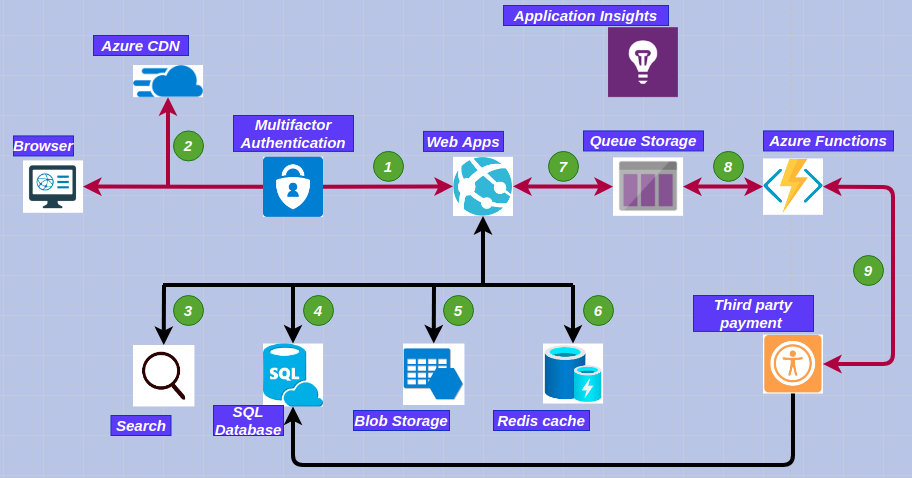 Application Insights
Azure CDN
Multifactor
Authentication
Browser
2
1
Web Apps
7
Queue Storage
8
Azure Functions
9
3
4
5
6
Third party
payment
SQL
Search
SQL
Database
Blob Storage
Redis cache